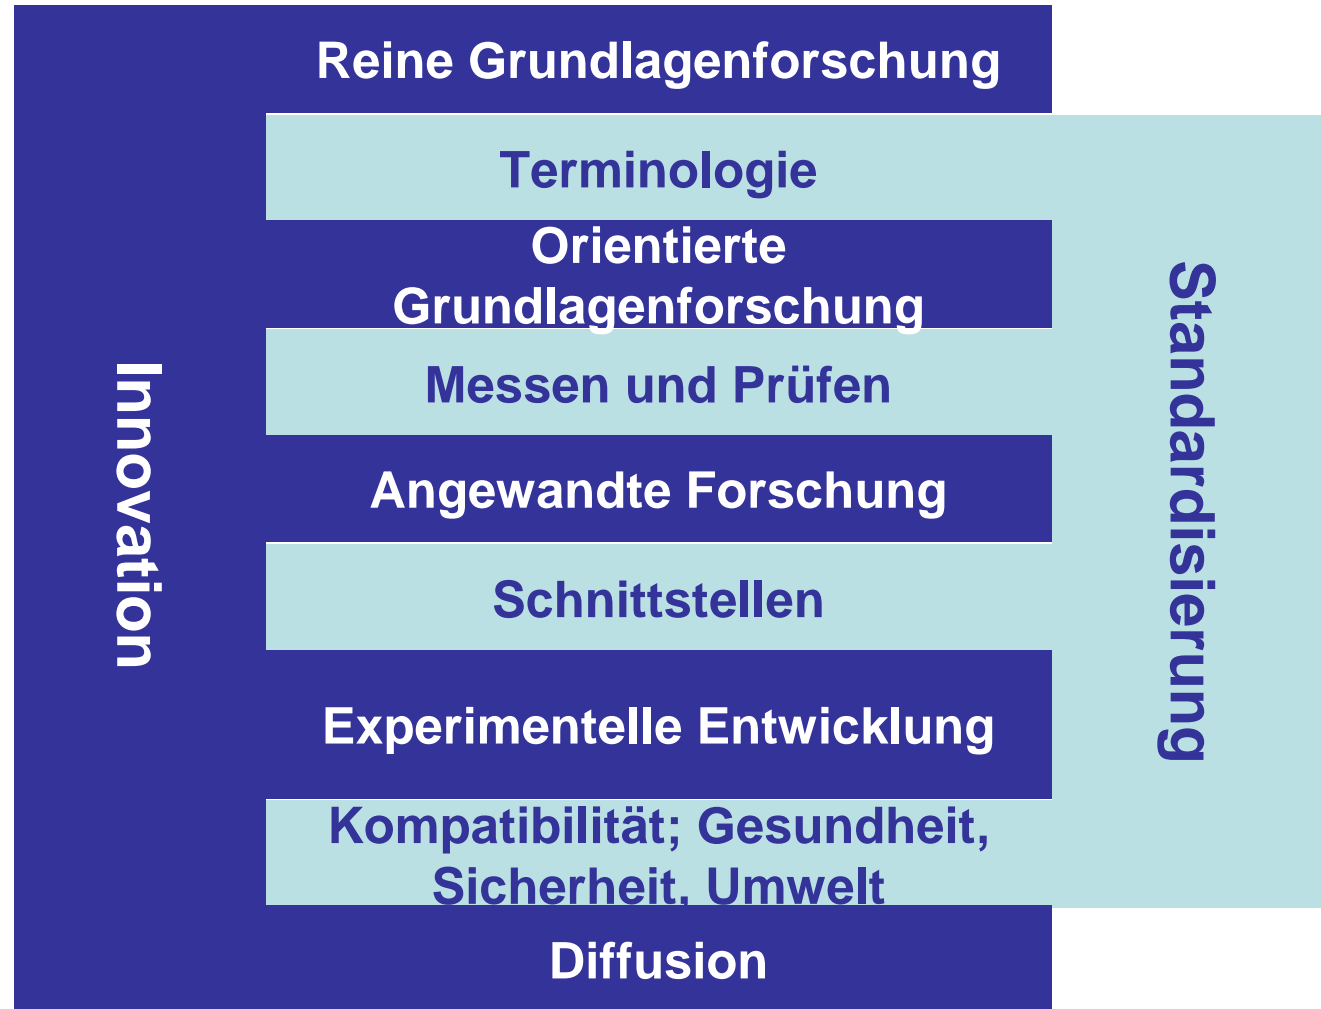 Innovation
Reine Grundlagenforschung
Terminologie
Orientierte
Grundlagenforschung
Messen und Prüfen
Angewandte Forschung
Schnittstellen
Experimentelle Entwicklung
Kompatibilität; Gesundheit,
Sicherheit, Umwelt
Diffusion
Standardisierung